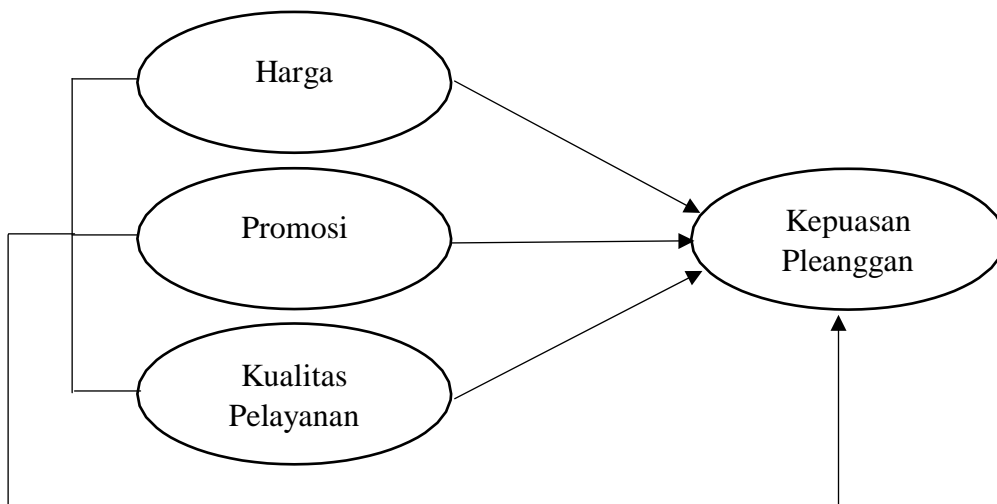 Harga
Promosi
Kepuasan
Pleanggan
Kualitas
Pelayanan